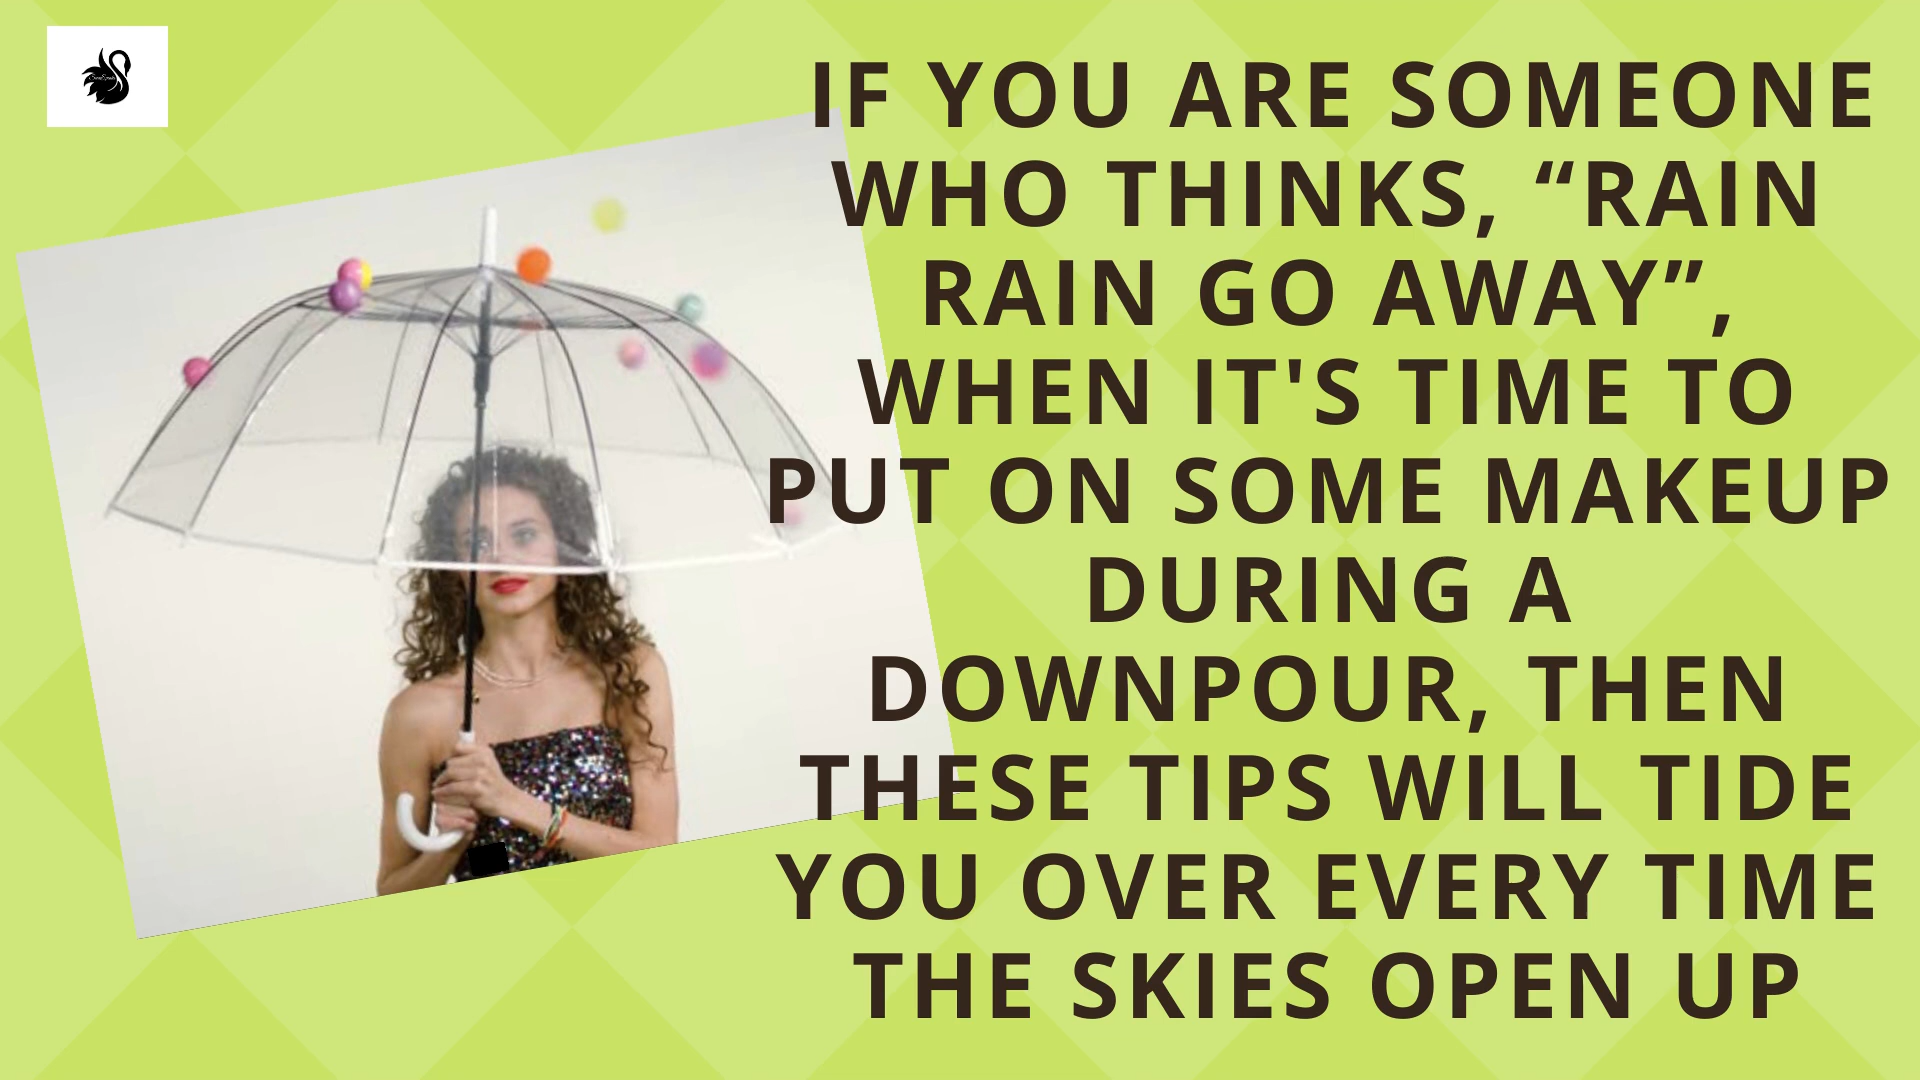 IF YOU ARE SOMEONE
WHO THINKS, “RAIN
RAIN GO AWAY”,
WHEN IT'S TIME TO
PUT ON SOME MAKEUP
DURING A
DOWNPOUR, THEN
THESE TIPS WILL TIDE
YOU OVER EVERY TIME
THE SKIES OPEN UP